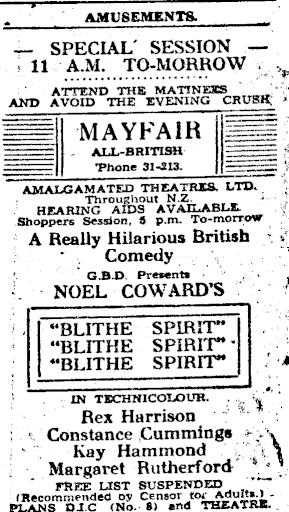 AMUSEMENTS.
— SPECIAL SESSION —
11 A.M. TO-MORROW
ATTEND THE MATINEES
AND AVOID THE EVENING CRUSH
MAYFAIR
ALL-BRITISH
'Phone 31-213.
AMALGAMATED THEATRES. LTD.
Throughout N.Z.
HEARING AIDS AVAILABLE.
Shoppers Session, 5 p.m. To-morrow
A Really Hilarious British
Comedy
G.B.D. Presents
NOEL COWARD'S
"BLITHE SPIRIT"
"BLITHE SPIRIT"
"BLITHE SPIRIT"
IN TECHNICOLOUR.
Rex Harrison
Constance Cummings
Kay Hammond
Margaret Rutherford
FREE LIST SUSPENDED
(Recommended by Censor for Adults.)
PLANS D.I.C (No. 8) and THEATRE.